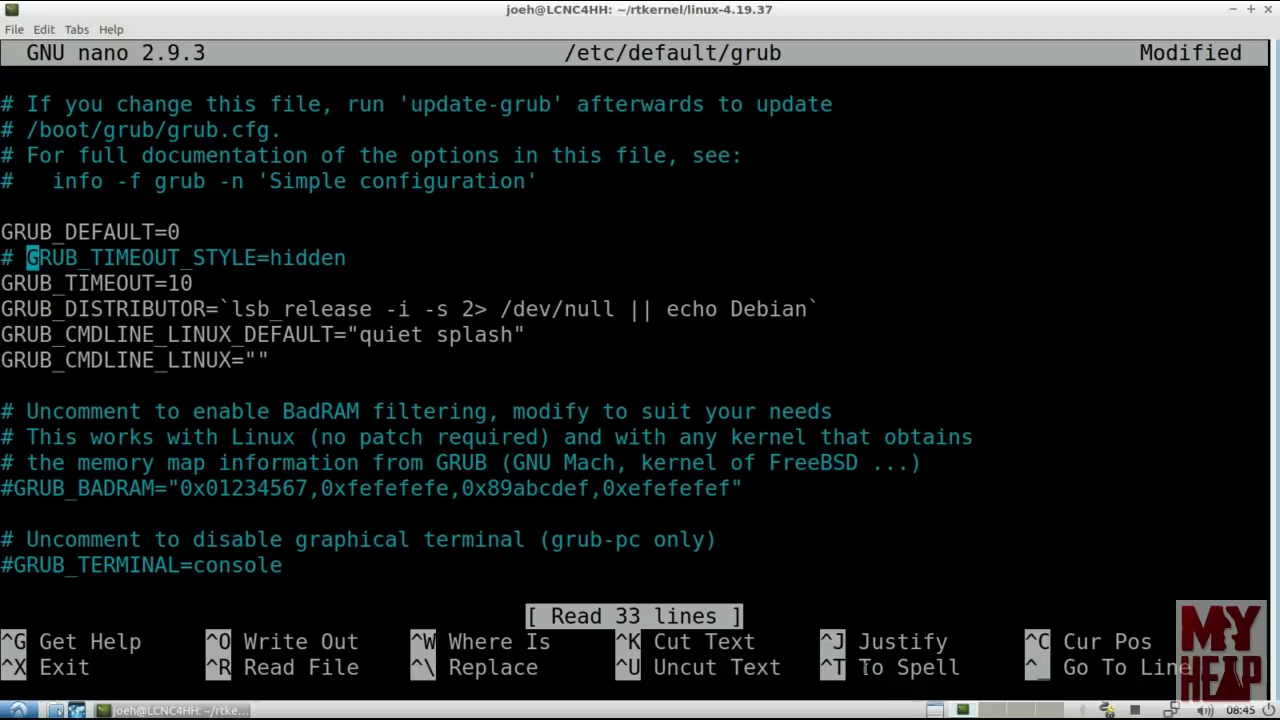 joeh@LCNC4HH: ~/rtkernel/linux-4.19.37
File Edit Tabs Help
GNU nano 2.9.3 /etc/default/grub Modified
# If you change this file, run 'update-grub' afterwards to update
# /boot/grub/grub.cfg.
# For full documentation of the options in this file, see:
#   info -f grub -n 'Simple configuration'
GRUB_DEFAULT=0
# GRUB_TIMEOUT_STYLE=hidden
GRUB_TIMEOUT=10
GRUB_DISTRIBUTOR=`lsb_release -i -s 2> /dev/null || echo Debian`
GRUB_CMDLINE_LINUX_DEFAULT="quiet splash"
GRUB_CMDLINE_LINUX=""
# Uncomment to enable BadRAM filtering, modify to suit your needs
# This works with Linux (no patch required) and with any kernel that obtains
# the memory map information from GRUB (GNU Mach, kernel of FreeBSD ...)
#GRUB_BADRAM="0x01234567,0xfefefefe,0x89abcdef,0xefefefef"
# Uncomment to disable graphical terminal (grub-pc only)
#GRUB_TERMINAL=console
[ Read 33 lines ]
^G Get Help ^O Write Out ^W Where Is ^K Cut Text ^J Justify ^C Cur Pos
^X Exit ^R Read File ^\ Replace ^U Uncut Text ^T To Spell ^_ Go To Line
MY
HEAP
joeh@LCNC4HH: ~/rtke... 08:45